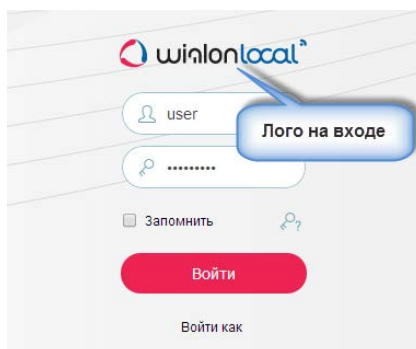 wialonlocal
user
Лого на входе
•••••••••
Запомнить
?
Войти
Войти как